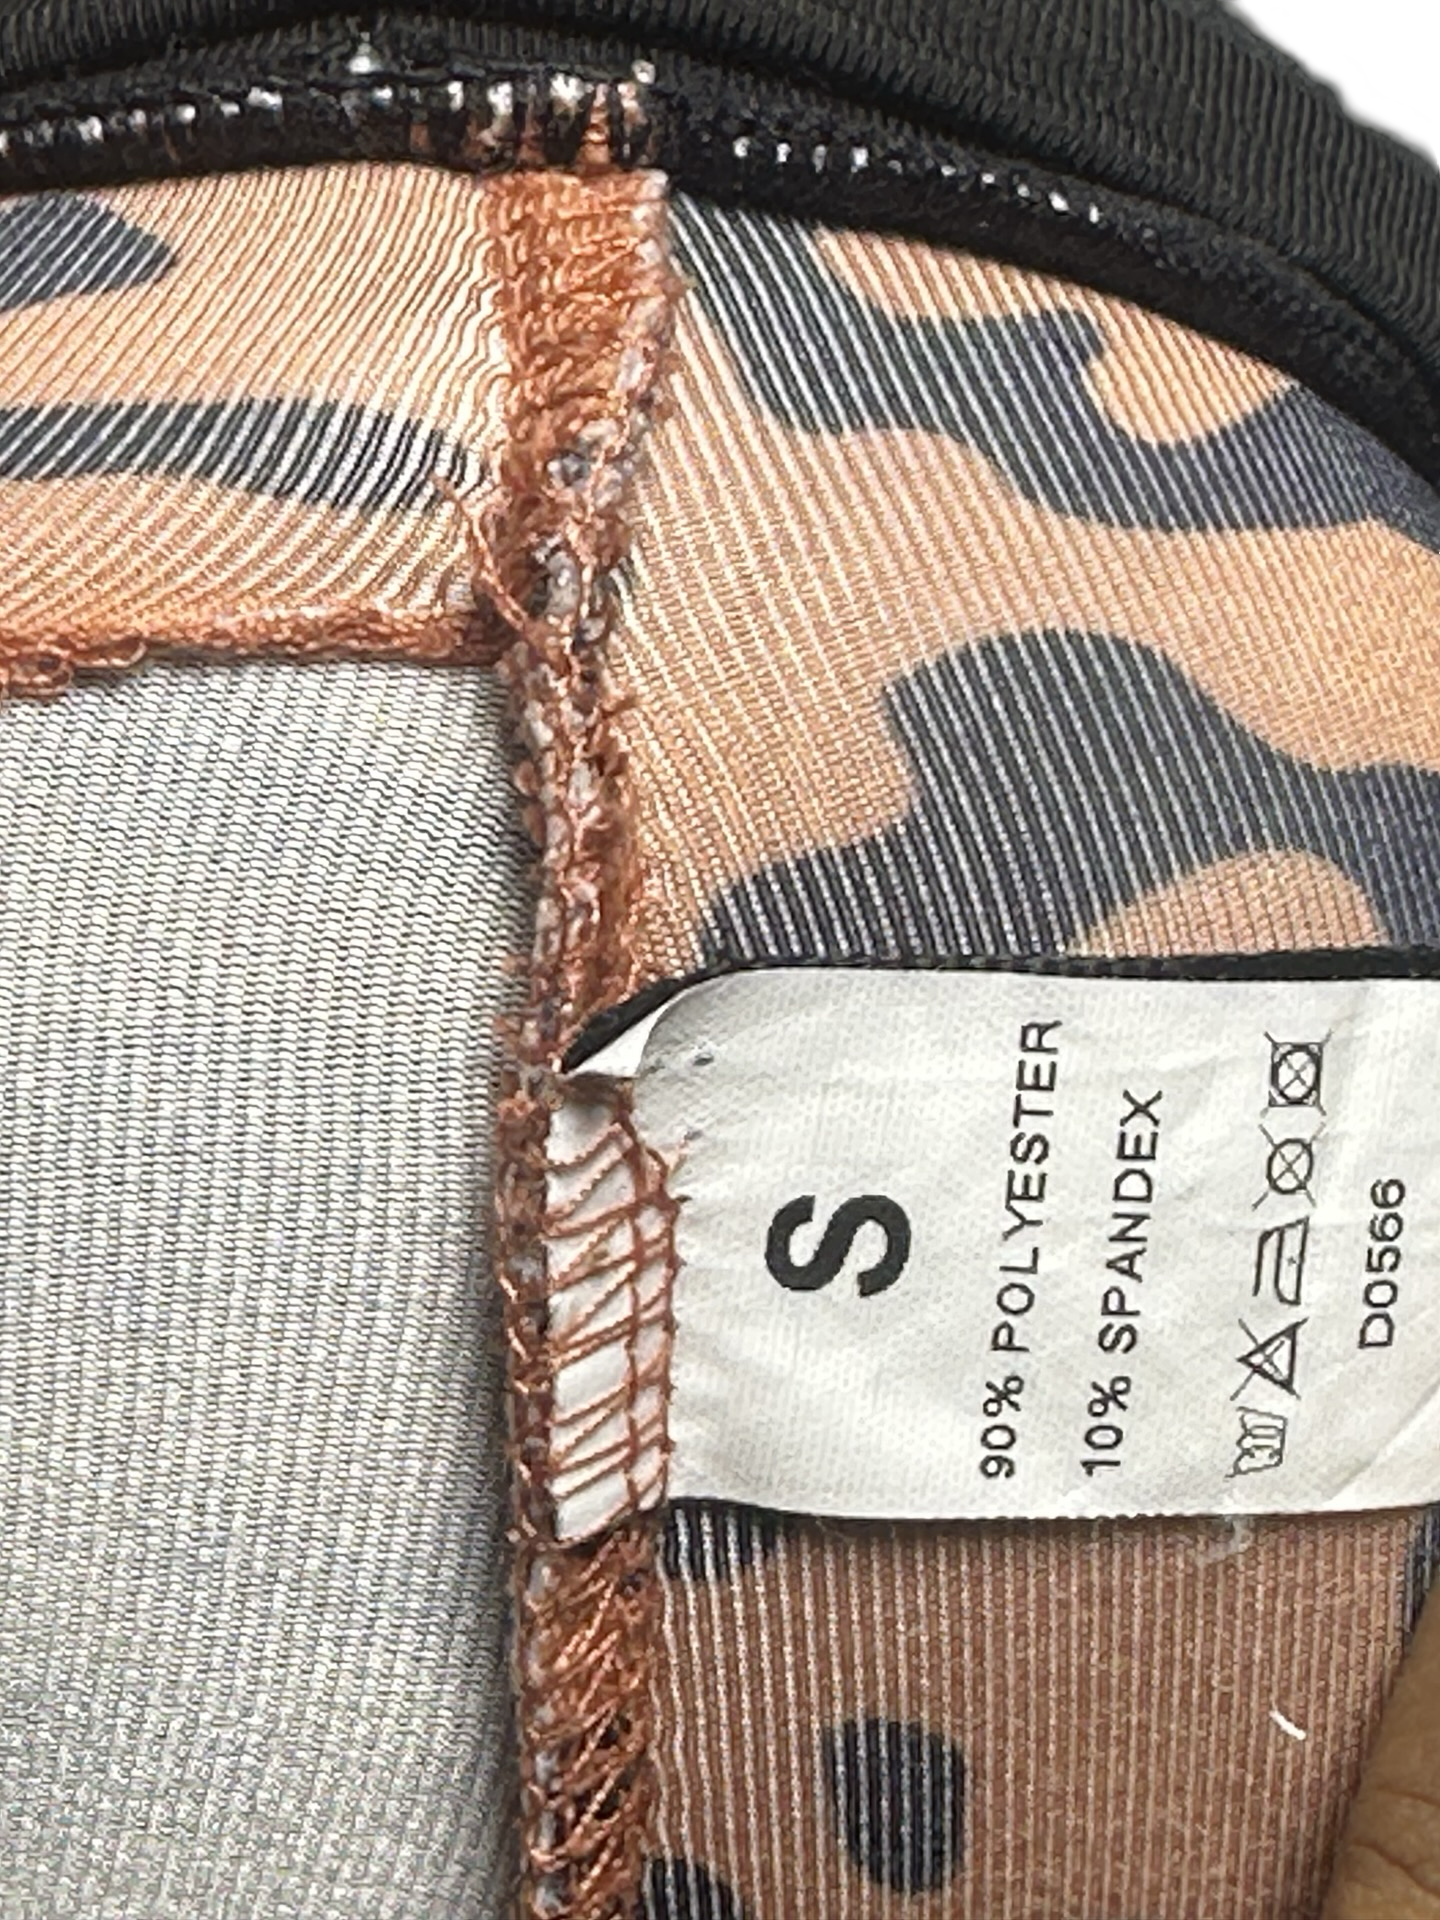 S
90% POLYESTER
10% SPANDEX
D0566